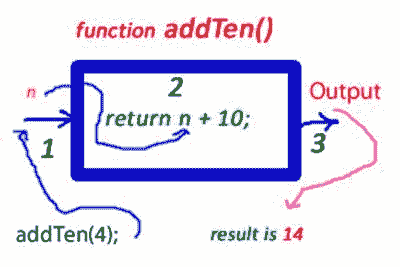 function addTen()
2
n
Output
return n + 10;
1
3
addTen(4);
result is 14